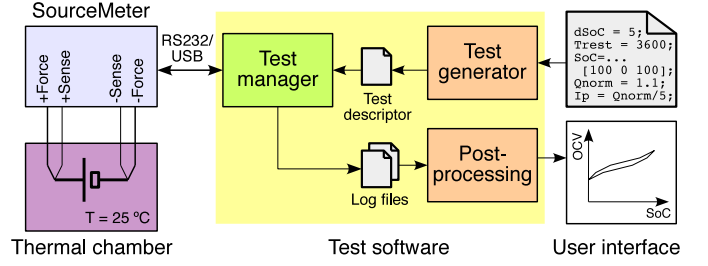 SourceMeter
+Force
+Sense
-Sense
-Force
RS232/
USB
Test
manager
Test
descriptor
Test
generator
dSoC = 5;
Trest = 3600;
SoC=...
[100 0 100];
Qnorm = 1.1;
Ip = Qnorm/5;
Log files
Post-
processing
OCV
SoC
T = 25 ºC
Thermal chamber
Test software
User interface